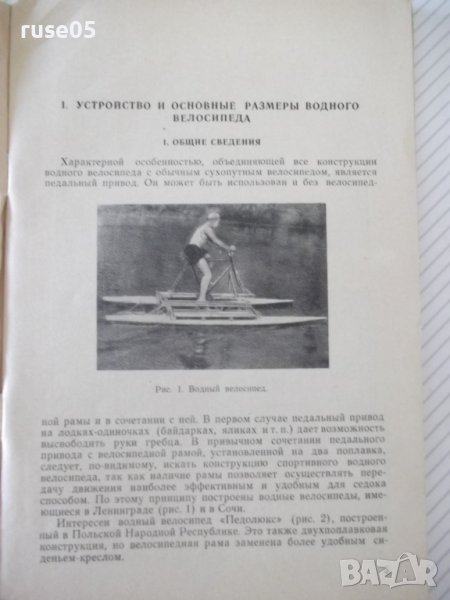 ruse05
I. УСТРОЙСТВО И ОСНОВНЫЕ РАЗМЕРЫ ВОДНОГО
ВЕЛОСИПЕДА
1. ОБЩИЕ СВЕДЕНИЯ
Характерной особенностью, объединяющей все конструкции
водного велосипеда с обычным сухопутным велосипедом, является
педальный привод. Он может быть использован и без велосипед-
Рис. 1. Водный велосипед.
ной рамы и в сочетании с ней. В первом случае педальный привод
на лодках-одиночках (байдарках, яликах и т. п.) дает возможность
высвободить руки гребца. В привычном сочетании педального
привода с велосипедной рамой, установленной на два поплавка,
следует, по-видимому, искать конструкцию спортивного водного
велосипеда, так как наличие рамы позволяет осуществлять пере-
дачу движения наиболее эффективным и удобным для седока
способом. По этому принципу построены водные велосипеды, име-
ющиеся в Ленинграде (рис. 1) и в Сочи.
Интересен водный велосипед «Педолюкс» (рис. 2), построен-
ный в Польской Народной Республике. Это также двухпоплавковая
конструкция, но велосипедная рама заменена более удобным си-
деньем-креслом.
BAZAR.BG